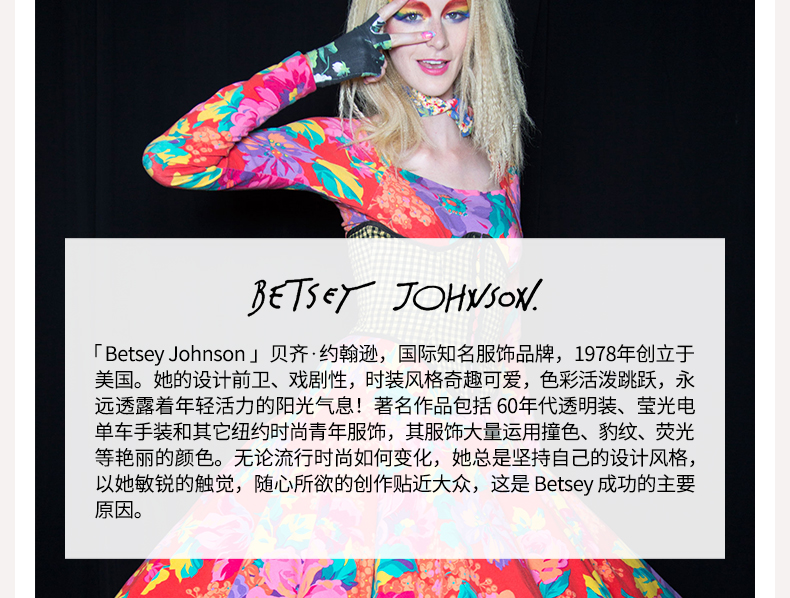 BETSEY JOHNSON.
「Betsey Johnson 」贝齐·约翰逊，国际知名服饰品牌，1978年创立于
美国。她的设计前卫、戏剧性，时装风格奇趣可爱，色彩活泼跳跃，永
远透露着年轻活力的阳光气息！著名作品包括 60年代透明装、莹光电
单车手装和其它纽约时尚青年服饰，其服饰大量运用撞色、豹纹、荧光
等艳丽的颜色。无论流行时尚如何变化，她总是坚持自己的设计风格，
以她敏锐的触觉，随心所欲的创作贴近大众，这是 Betsey 成功的主要
原因。